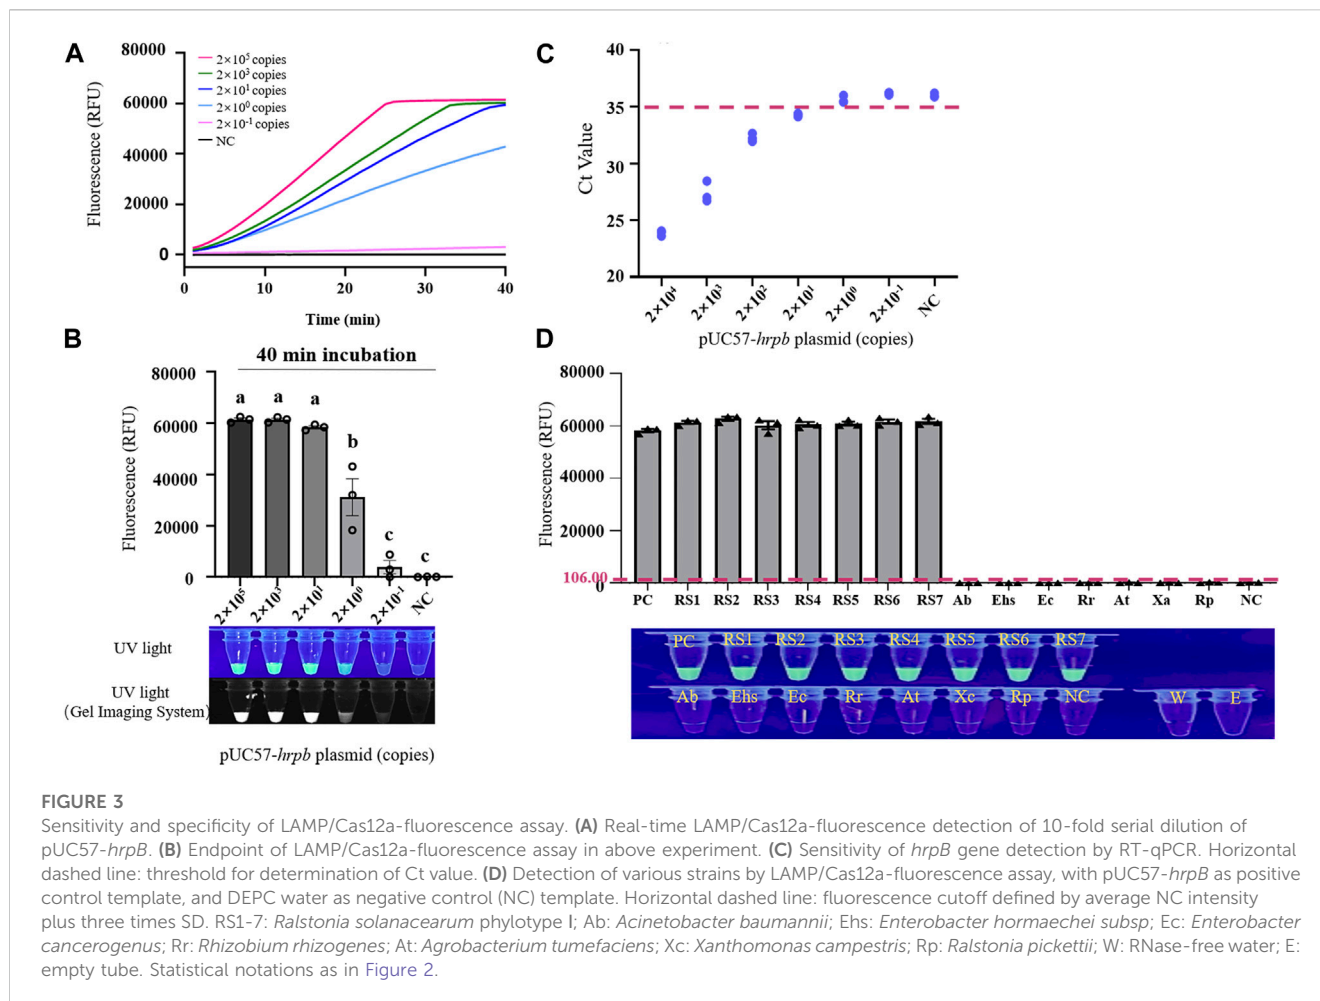 A
80000
60000
40000
20000
0
Fluorescence (RFU)
2×10⁵ copies
2×10³ copies
2×10¹ copies
2×10⁰ copies
2×10⁻¹ copies
NC
0
10
20
30
40
Time (min)
B
40 min incubation
80000
60000
40000
20000
0
Fluorescence (RFU)
a
a
a
b
c
c
2×10⁵
2×10³
2×10¹
2×10⁰
2×10⁻¹
NC
UV light
UV light
(Gel Imaging System)
pUC57-hrpb plasmid (copies)
C
40
35
30
25
20
Ct Value
2×10⁴
2×10³
2×10²
2×10¹
2×10⁰
2×10⁻¹
NC
pUC57-hrpb plasmid (copies)
D
80000
60000
40000
20000
106.00
0
Fluorescence (RFU)
PC RS1 RS2 RS3 RS4 RS5 RS6 RS7 Ab Ehs Ec Rr At Xa Rp NC
PC RS1 RS2 RS3 RS4 RS5 RS6 RS7
Ab Ehs Ec Rr At Xc Rp NC W E
FIGURE 3
Sensitivity and specificity of LAMP/Cas12a-fluorescence assay. (A) Real-time LAMP/Cas12a-fluorescence detection of 10-fold serial dilution of
pUC57-hrpB. (B) Endpoint of LAMP/Cas12a-fluorescence assay in above experiment. (C) Sensitivity of hrpB gene detection by RT-qPCR. Horizontal
dashed line: threshold for determination of Ct value. (D) Detection of various strains by LAMP/Cas12a-fluorescence assay, with pUC57-hrpB as positive
control template, and DEPC water as negative control (NC) template. Horizontal dashed line: fluorescence cutoff defined by average NC intensity
plus three times SD. RS1-7: Ralstonia solanacearum phylotype I; Ab: Acinetobacter baumannii; Ehs: Enterobacter hormaechei subsp; Ec: Enterobacter
cancerogenus; Rr: Rhizobium rhizogenes; At: Agrobacterium tumefaciens; Xc: Xanthomonas campestris; Rp: Ralstonia pickettii; W: RNase-free water; E:
empty tube. Statistical notations as in Figure 2.